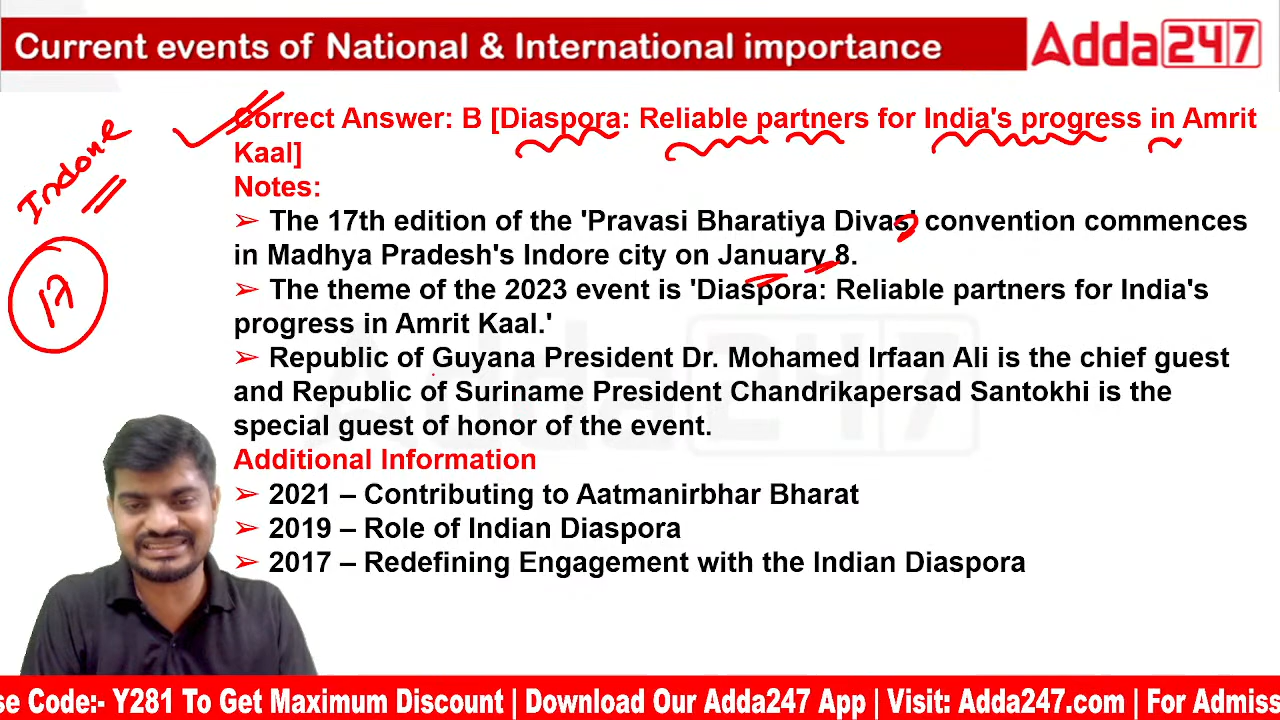 Current events of National & International importance
Adda247
Correct Answer: B [Diaspora: Reliable partners for India's progress in Amrit
Kaal]
Notes:
➢ The 17th edition of the 'Pravasi Bharatiya Divas' convention commences
in Madhya Pradesh's Indore city on January 8.
➢ The theme of the 2023 event is 'Diaspora: Reliable partners for India's
progress in Amrit Kaal.'
➢ Republic of Guyana President Dr. Mohamed Irfaan Ali is the chief guest
and Republic of Suriname President Chandrikapersad Santokhi is the
special guest of honor of the event.
Additional Information
➢ 2021 – Contributing to Aatmanirbhar Bharat
➢ 2019 – Role of Indian Diaspora
➢ 2017 – Redefining Engagement with the Indian Diaspora
Indore
17
Adda247
se Code:- Y281 To Get Maximum Discount | Download Our Adda247 App | Visit: Adda247.com | For Admiss